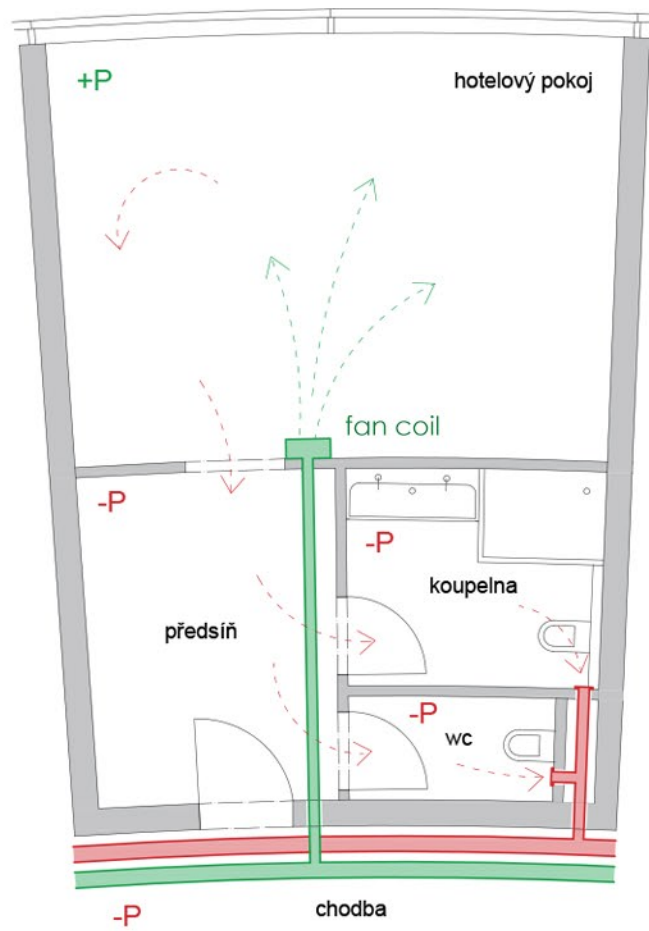 +P
hotelový pokoj
fan coil
-P
-P
koupelna
předsíň
-P
wc
-P
chodba